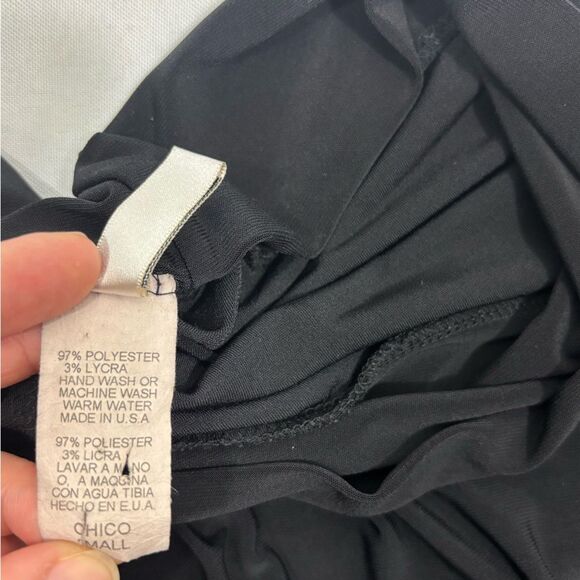 97% POLYESTER
3% LYCRA
HAND WASH OR
MACHINE WASH
WARM WATER
MADE IN U.S.A
97% POLIESTER
3% LICRA
LAVAR A MANO
O, A MAQUINA
CON AGUA TIBIA
HECHO EN E.U.A.
CHICO
SMALL